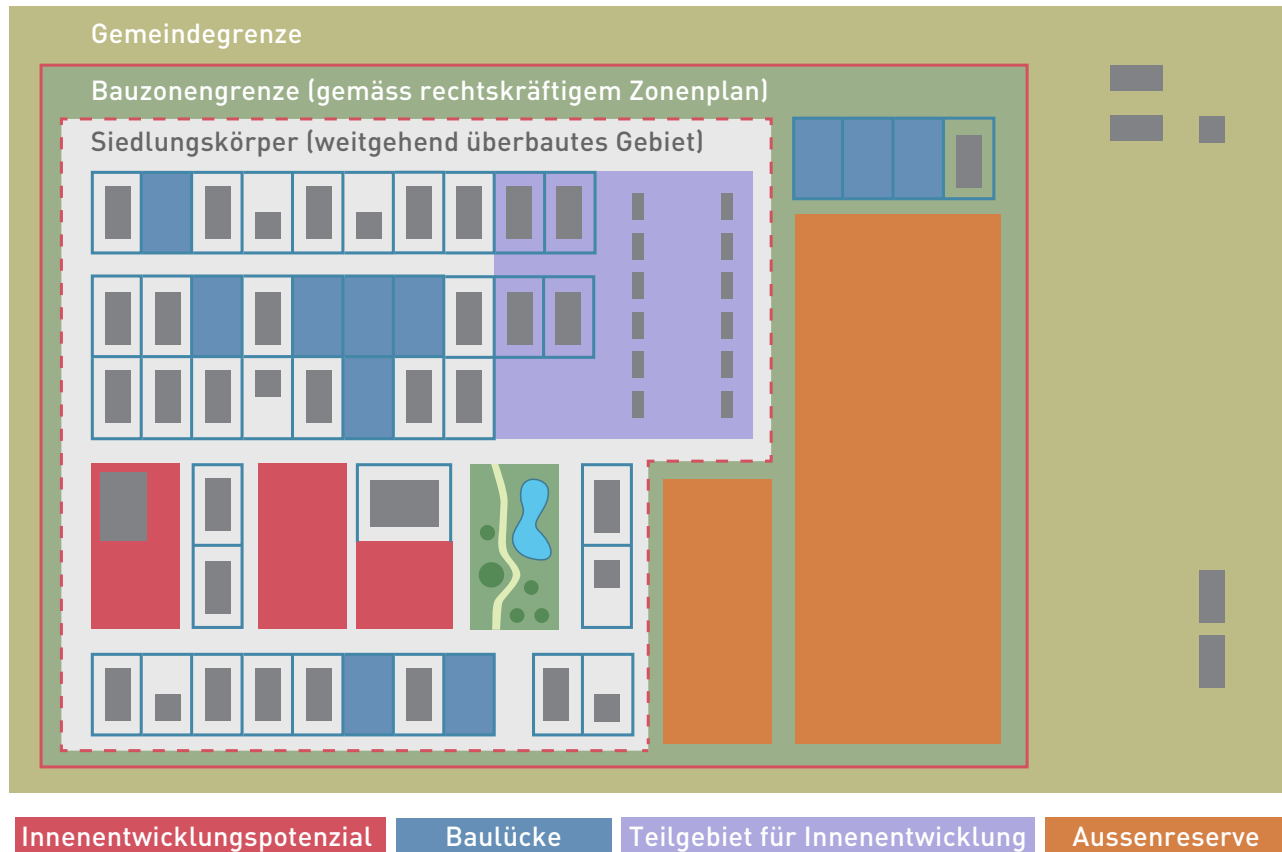 Gemeindegrenze
Bauzonengrenze (gemäss rechtskräftigem Zonenplan)
Siedlungskörper (weitgehend überbautes Gebiet)
Innenentwicklungspotenzial
Baulücke
Teilgebiet für Innenentwicklung
Aussenreserve